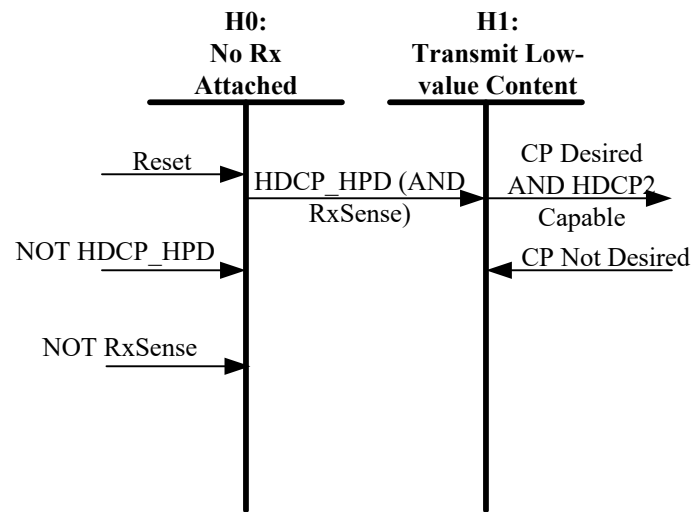 H0:
No Rx
Attached
H1:
Transmit Low-
value Content
Reset
HDCP_HPD (AND
RxSense)
CP Desired
AND HDCP2
Capable
NOT HDCP_HPD
CP Not Desired
NOT RxSense